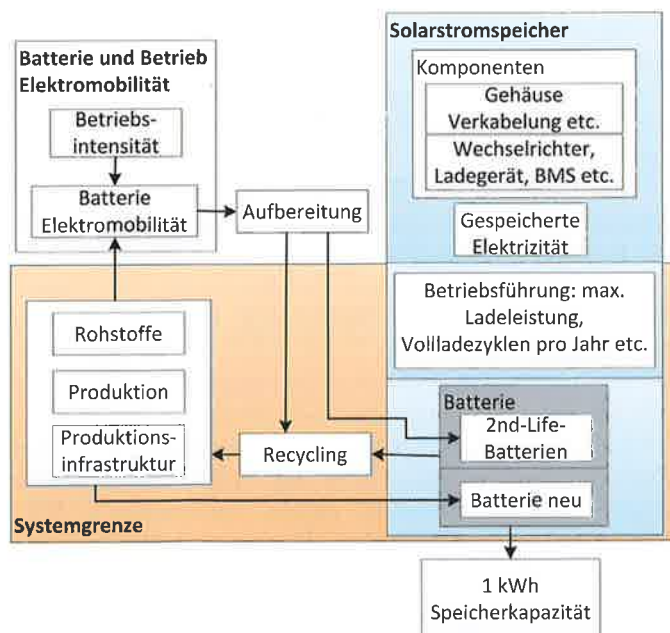 Batterie und Betrieb
Elektromobilität
Betriebs-
intensität
Batterie
Elektromobilität
Aufbereitung
Solarstromspeicher
Komponenten
Gehäuse
Verkabelung etc.
Wechselrichter,
Ladegerät, BMS etc.
Gespeicherte
Elektrizität
Betriebsführung: max.
Ladeleistung,
Vollladezyklen pro Jahr etc.
Rohstoffe
Produktion
Produktions-
infrastruktur
Recycling
Batterie
2nd-Life-
Batterien
Batterie neu
Systemgrenze
1 kWh
Speicherkapazität